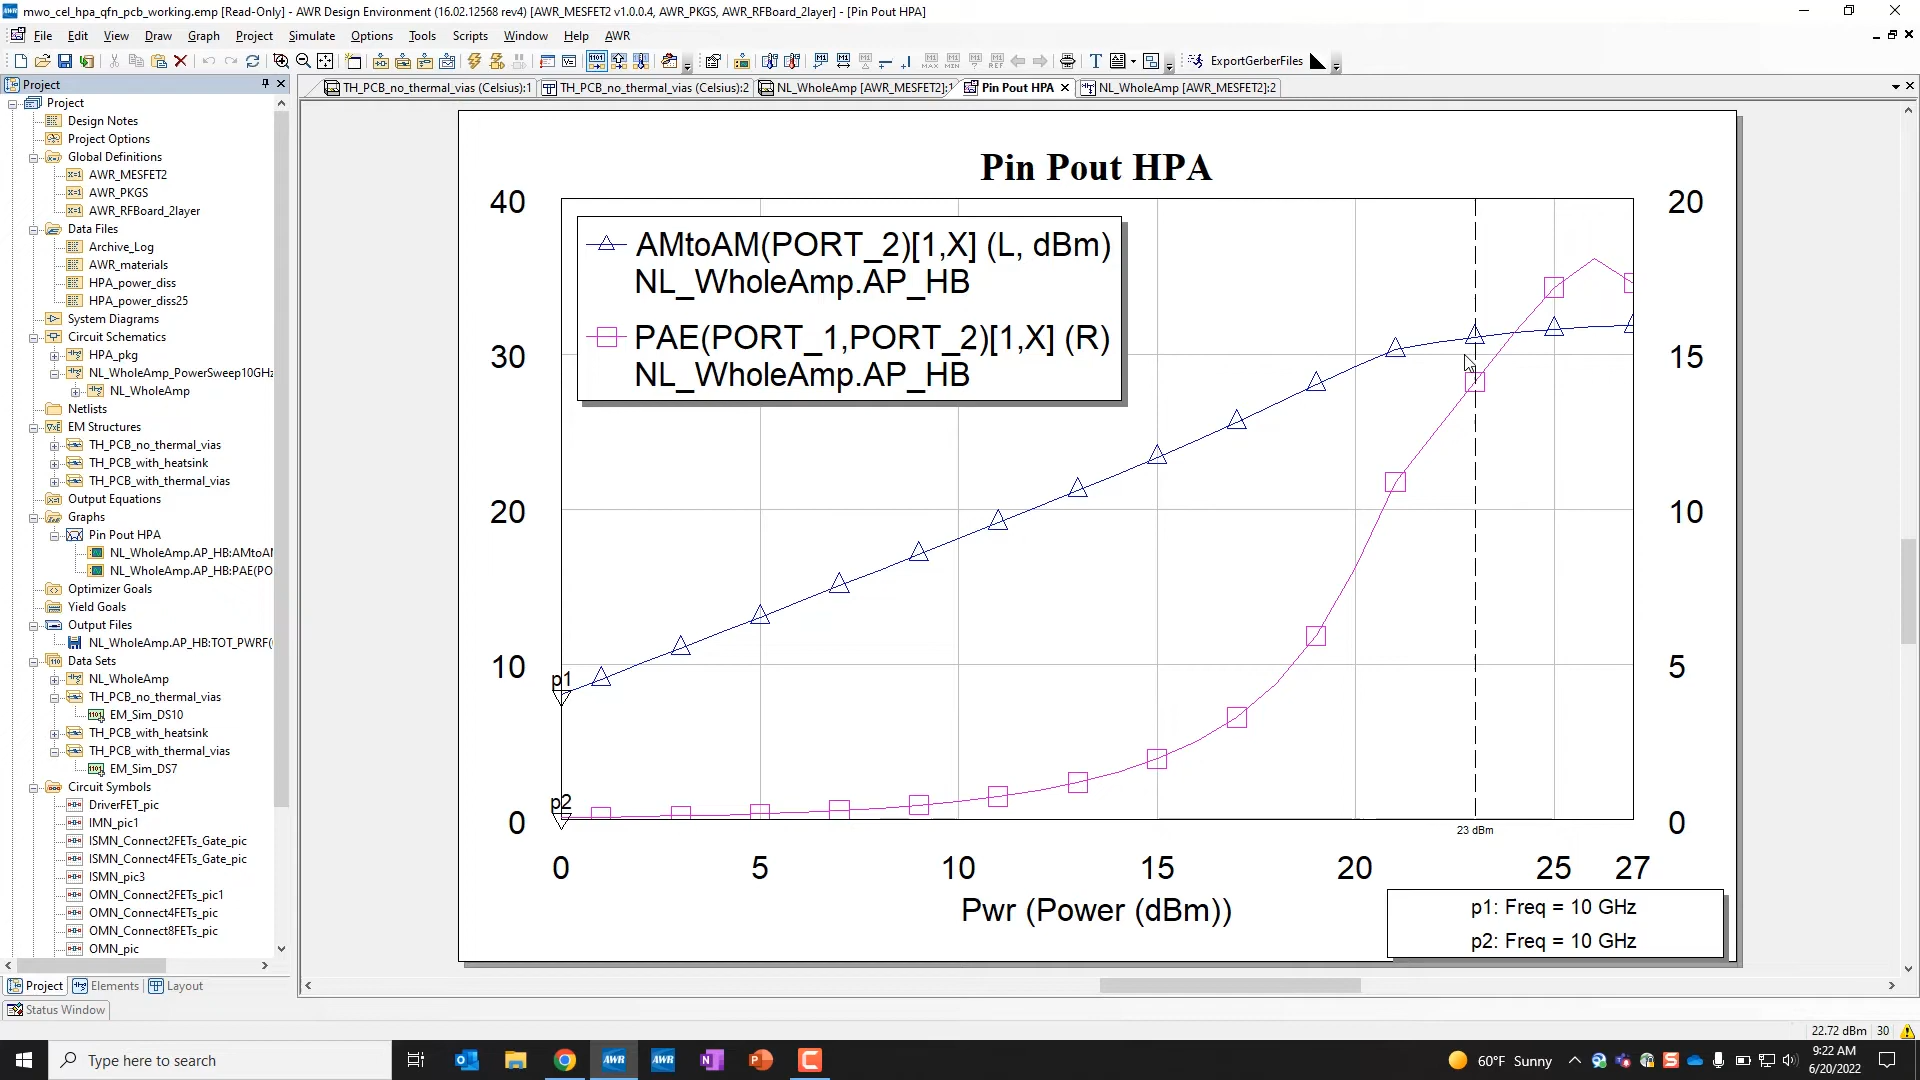 mwo_cel_hpa_qfn_pcb_working.emp [Read-Only] - AWR Design Environment (16.02.12568 rev4) [AWR_MESFET2 v1.0.0.4, AWR_PKGS, AWR_RFBoard_2layer] - [Pin Pout HPA]
File Edit View Draw Graph Project Simulate Options Tools Scripts Window Help AWR
ExportGerberFiles
Project
TH_PCB_no_thermal_vias (Celsius):1
TH_PCB_no_thermal_vias (Celsius):2
NL_WholeAmp [AWR_MESFET2]:1
Pin Pout HPA
NL_WholeAmp [AWR_MESFET2]:2
Project
Design Notes
Project Options
Global Definitions
AWR_MESFET2
AWR_PKGS
AWR_RFBoard_2layer
Data Files
Archive_Log
AWR_materials
HPA_power_diss
HPA_power_diss25
System Diagrams
Circuit Schematics
HPA_pkg
NL_WholeAmp_PowerSweep10GHz
NL_WholeAmp
Netlists
EM Structures
TH_PCB_no_thermal_vias
TH_PCB_with_heatsink
TH_PCB_with_thermal_vias
Output Equations
Graphs
Pin Pout HPA
NL_WholeAmp.AP_HB:AMtoAM
NL_WholeAmp.AP_HB:PAE(PO
Optimizer Goals
Yield Goals
Output Files
NL_WholeAmp.AP_HB:TOT_PWRF(
Data Sets
NL_WholeAmp
TH_PCB_no_thermal_vias
EM_Sim_DS10
TH_PCB_with_heatsink
TH_PCB_with_thermal_vias
EM_Sim_DS7
Circuit Symbols
DriverFET_pic
IMN_pic1
ISMN_Connect2FETs_Gate_pic
ISMN_Connect4FETs_Gate_pic
ISMN_pic3
OMN_Connect2FETs_pic1
OMN_Connect4FETs_pic
OMN_Connect8FETs_pic
OMN_pic
Project Elements Layout
Status Window
Pin Pout HPA
40
30
20
10
0
20
15
10
5
0
AMtoAM(PORT_2)[1,X] (L, dBm)
NL_WholeAmp.AP_HB
PAE(PORT_1,PORT_2)[1,X] (R)
NL_WholeAmp.AP_HB
p1
p2
23 dBm
0 5 10 15 20 25 27
Pwr (Power (dBm))
p1: Freq = 10 GHz
p2: Freq = 10 GHz
22.72 dBm 30
Type here to search
60°F Sunny
9:22 AM
6/20/2022